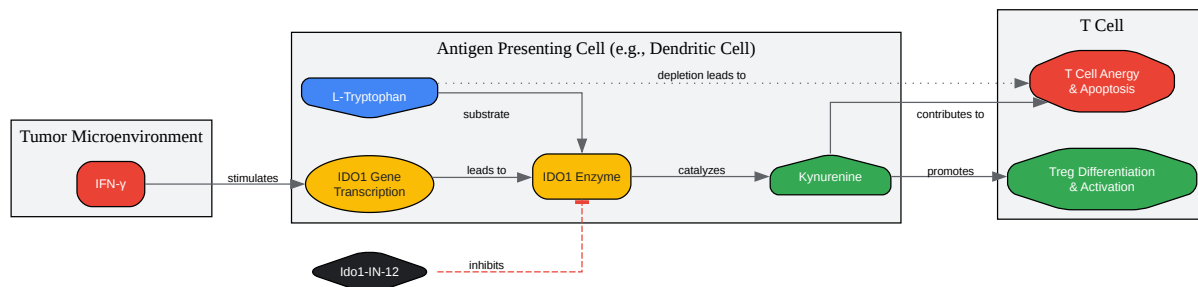 T Cell
Antigen Presenting Cell (e.g., Dendritic Cell)
T Cell Anergy
& Apoptosis
depletion leads to
L-Tryptophan
substrate
contributes to
Tumor Microenvironment
IFN-γ
stimulates
IDO1 Gene
Transcription
leads to
IDO1 Enzyme
catalyzes
Kynurenine
promotes
Treg Differentiation
& Activation
Ido1-IN-12
inhibits